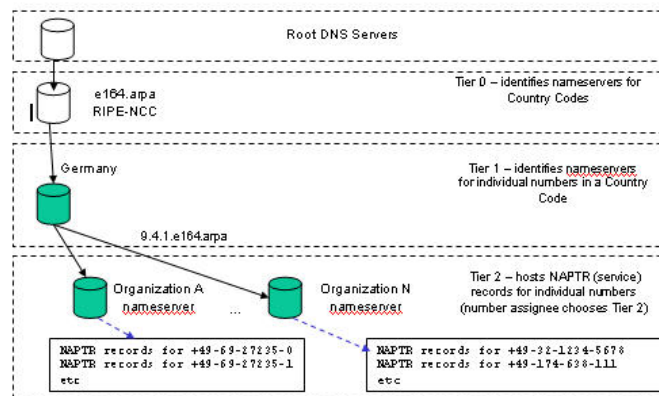 Root DNS Servers
e164.arpa
RIPE-NCC
Tier 0 – identifies nameservers for
Country Codes
Germany
Tier 1 – identifies nameservers
for individual numbers in a Country
Code
9.4.1.e164.arpa
Organization A
nameserver
...
Organization N
nameserver
Tier 2 – hosts NAPTR (service)
records for individual numbers
(number assignee chooses Tier 2)
NAPTR records for +49-69-27235-0
NAPTR records for +49-69-27235-1
etc
NAPTR records for +49-32-1234-5678
NAPTR records for +49-174-638-111
etc